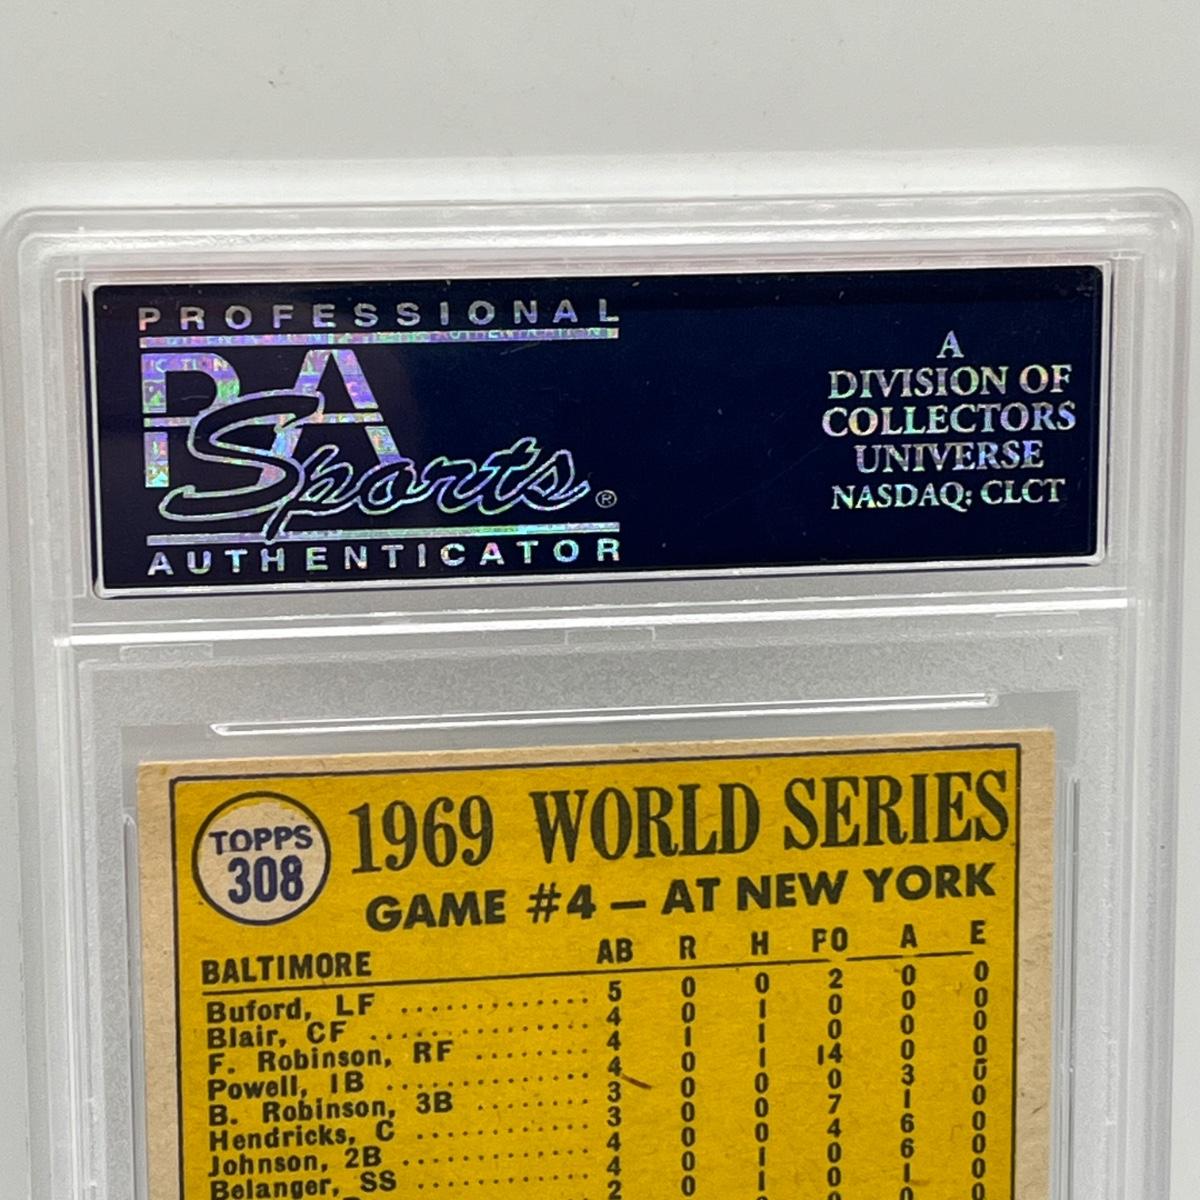 PROFESSIONAL
PSA
Sports®
AUTHENTICATOR
A
DIVISION OF
COLLECTORS
UNIVERSE
NASDAQ: CLCT
TOPPS
308
1969 WORLD SERIES
GAME #4 – AT NEW YORK
BALTIMORE AB R H FO A E
Buford, LF 5 0 0 2 0 0
Blair, CF 4 0 1 0 0 0
F. Robinson, RF 4 1 1 0 0 0
Powell, 1B 4 0 1 14 0 0
B. Robinson, 3B 3 0 0 0 3 0
Hendricks, C 3 0 0 7 1 0
Johnson, 2B 4 0 0 4 6 0
Belanger, SS 4 0 1 0 6 0